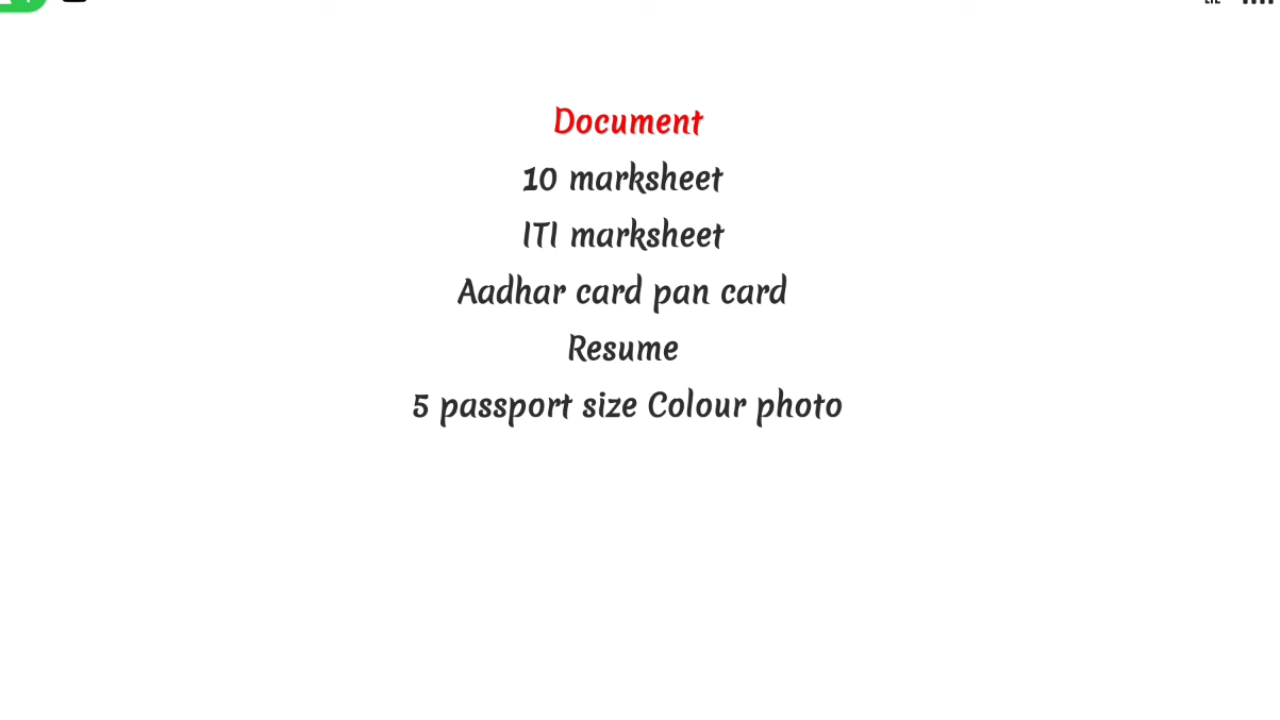 Document
10 marksheet
ITI marksheet
Aadhar card pan card
Resume
5 passport size Colour photo